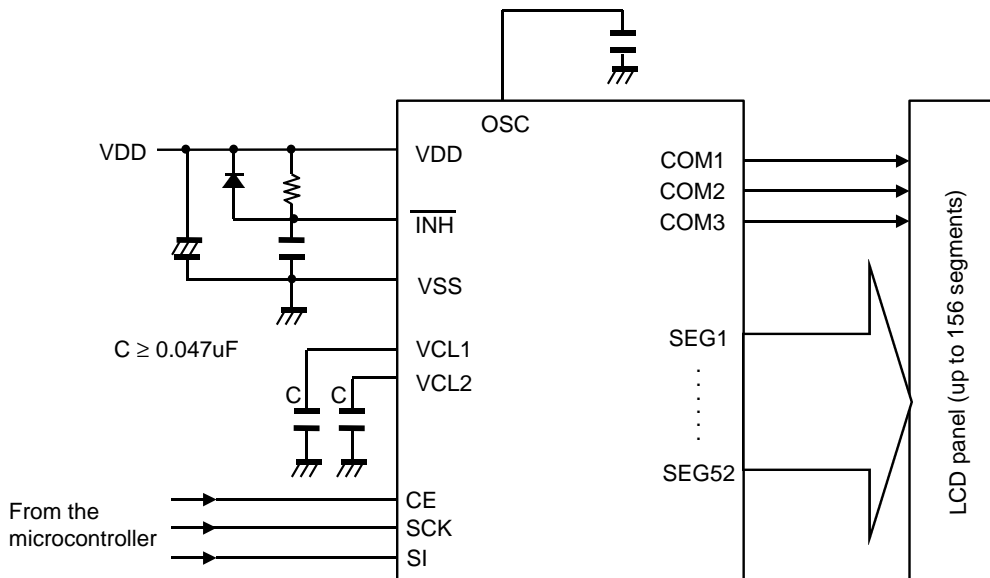 OSC
VDD
VDD
INH
VSS
C ≥ 0.047uF
VCL1
VCL2
C
C
From the
microcontroller
CE
SCK
SI
COM1
COM2
COM3
SEG1
SEG52
LCD panel (up to 156 segments)